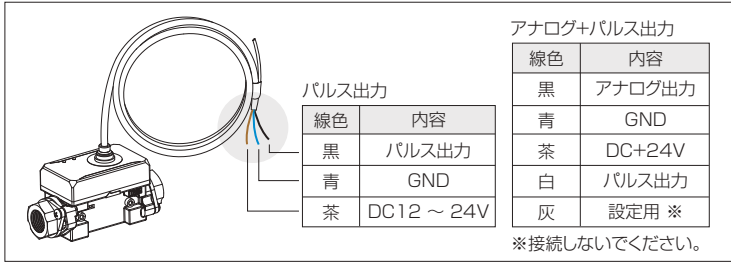 パルス出力
線色 内容
黒 パルス出力
青 GND
茶 DC12 ~ 24V
アナログ+パルス出力
線色 内容
黒 アナログ出力
青 GND
茶 DC+24V
白 パルス出力
灰 設定用 ※
※接続しないでください。